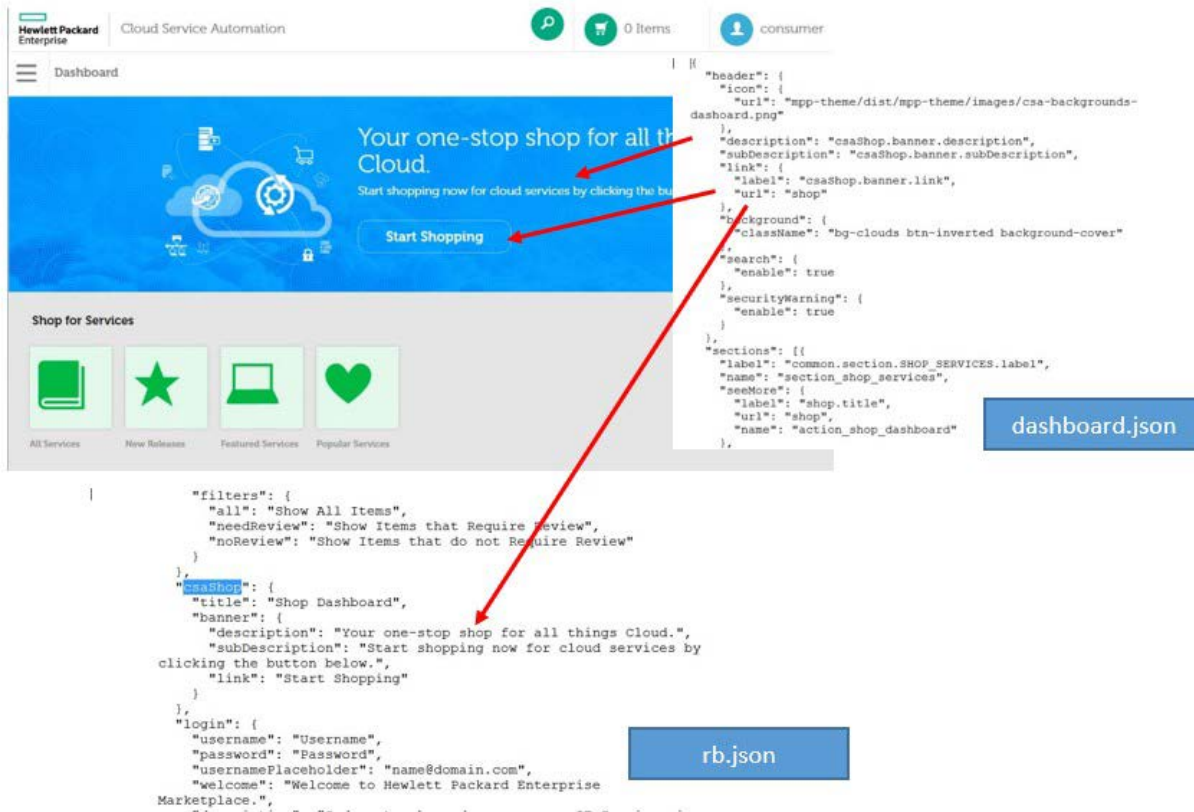 Hewlett Packard
Enterprise
Cloud Service Automation
0 Items
consumer
Dashboard
Your one-stop shop for all th
Cloud.
Start shopping now for cloud services by clicking the bu
Start Shopping
Shop for Services
All Services
New Releases
Featured Services
Popular Services
[{
"header": {
"icon": {
"url": "mpp-theme/dist/mpp-theme/images/csa-backgrounds-
dashoard.png"
},
"description": "csaShop.banner.description",
"subDescription": "csaShop.banner.subDescription",
"link": {
"label": "csaShop.banner.link",
"url": "shop"
},
"background": {
"className": "bg-clouds btn-inverted background-cover"
},
"search": {
"enable": true
},
"securityWarning": {
"enable": true
}
},
"sections": [{
"label": "common.section.SHOP_SERVICES.label",
"name": "section_shop_services",
"seeMore": {
"label": "shop.title",
"url": "shop",
"name": "action_shop_dashboard"
},
dashboard.json
"filters": {
"all": "Show All Items",
"needReview": "Show Items that Require Review",
"noReview": "Show Items that do not Require Review"
}
},
"csaShop": {
"title": "Shop Dashboard",
"banner": {
"description": "Your one-stop shop for all things Cloud.",
"subDescription": "Start shopping now for cloud services by
clicking the button below.",
"link": "Start Shopping"
}
},
"login": {
"username": "Username",
"password": "Password",
"usernamePlaceholder": "name@domain.com",
"welcome": "Welcome to Hewlett Packard Enterprise
Marketplace.",
rb.json